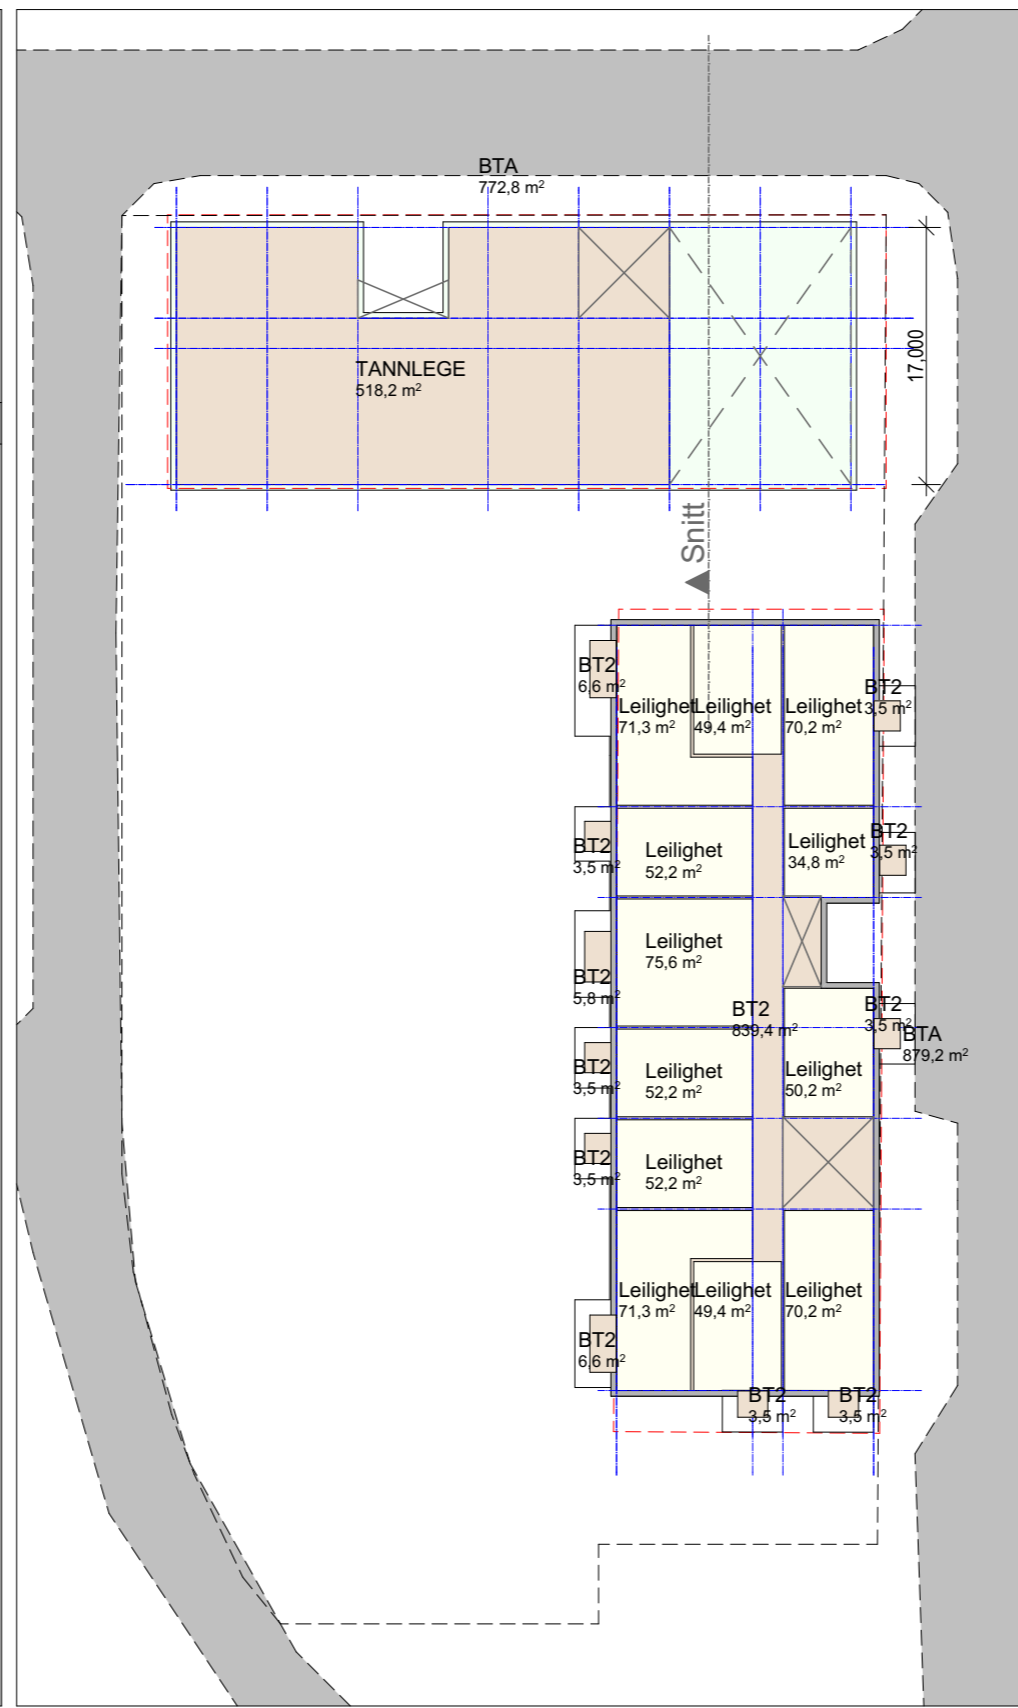 BTA
772,8 m²
17,000
TANNLEGE
518,2 m²
Snitt
BT2
6,6 m²
Leilighet
71,3 m²
Leilighet
49,4 m²
Leilighet
70,2 m²
BT2
3,5 m²
BT2
3,5 m²
Leilighet
52,2 m²
Leilighet
34,8 m²
BT2
3,5 m²
Leilighet
75,6 m²
BT2
5,8 m²
BT2
839,4 m²
BT2
3,5 m²
BTA
879,2 m²
BT2
3,5 m²
Leilighet
52,2 m²
Leilighet
50,2 m²
BT2
3,5 m²
Leilighet
52,2 m²
Leilighet
71,3 m²
Leilighet
49,4 m²
Leilighet
70,2 m²
BT2
6,6 m²
BT2
3,5 m²
BT2
3,5 m²